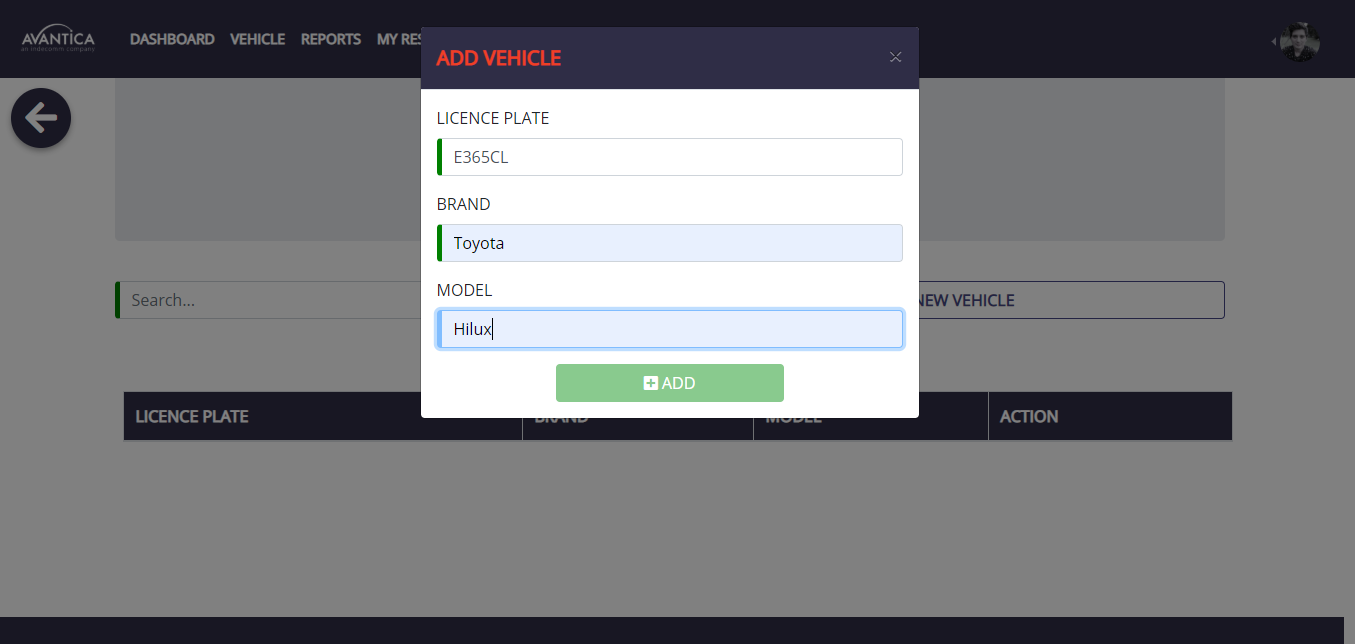 AVANTICA
an Indecomm company
DASHBOARD VEHICLE REPORTS MY RES
ADD VEHICLE
LICENCE PLATE
E365CL
BRAND
Toyota
MODEL
Hilux
ADD
Search...
NEW VEHICLE
LICENCE PLATE BRAND MODEL ACTION